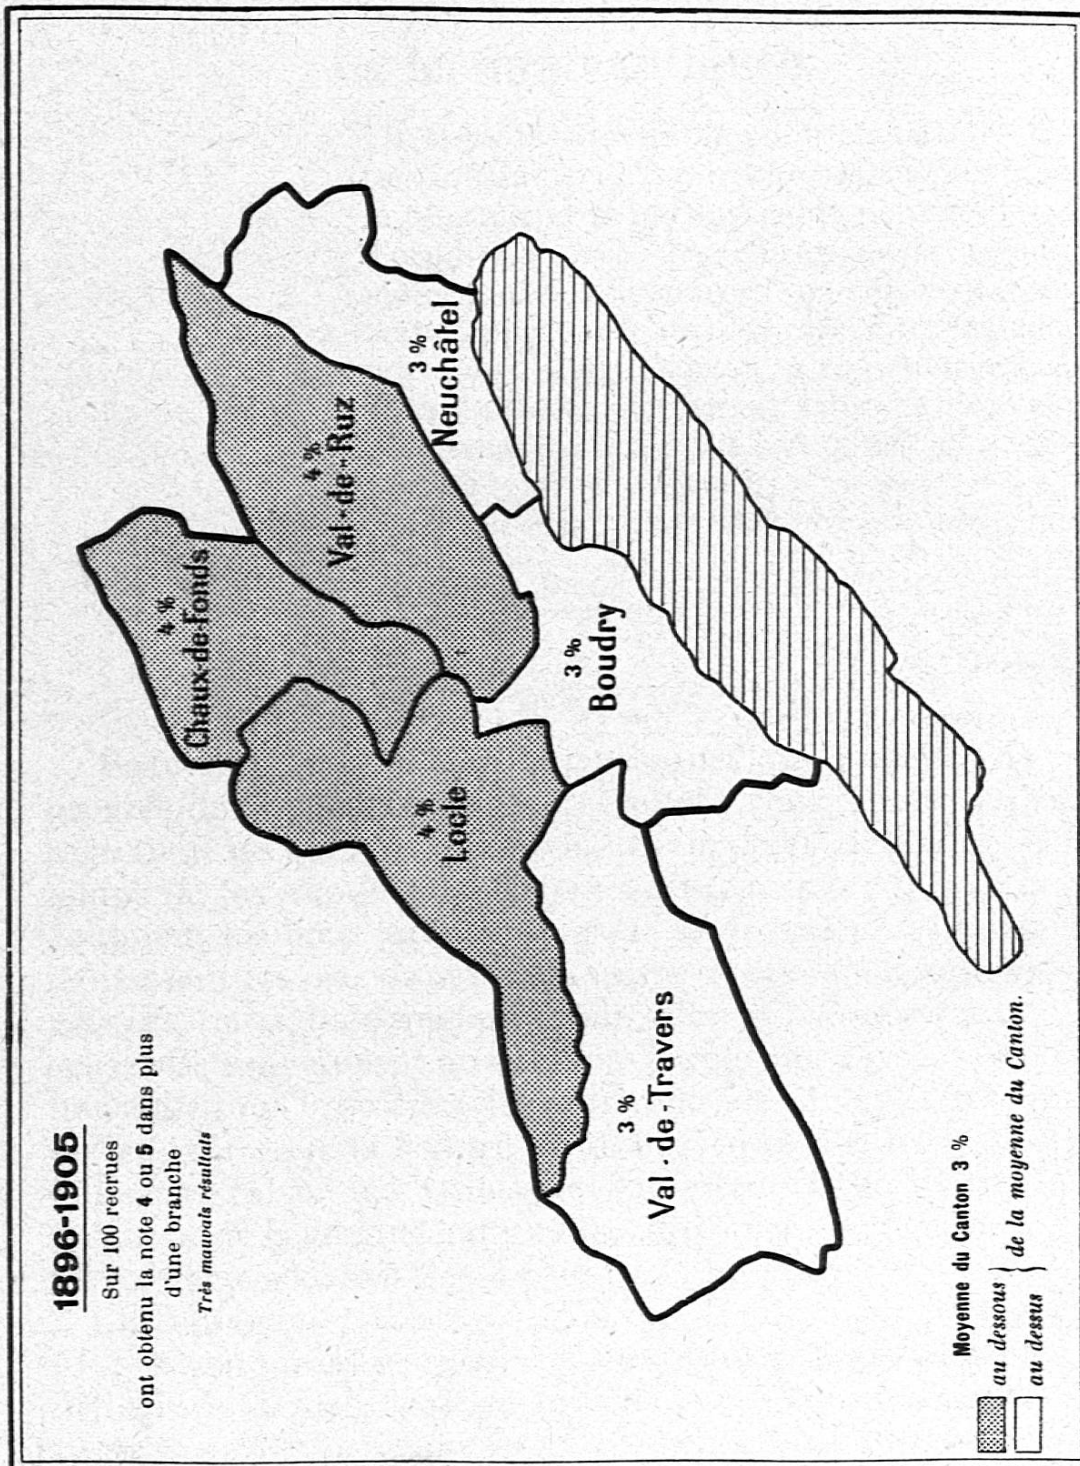 1896-1905
Sur 100 recrues
ont obtenu la note 4 ou 5 dans plus
d'une branche
Très mauvais résultats
4 %
Chaux-de-Fonds
4 %
Val-de-Ruz
3 %
Neuchâtel
4 %
Locle
3 %
Boudry
3 %
Val-de-Travers
Moyenne du Canton 3 %
au dessous
au dessus
de la moyenne du Canton.